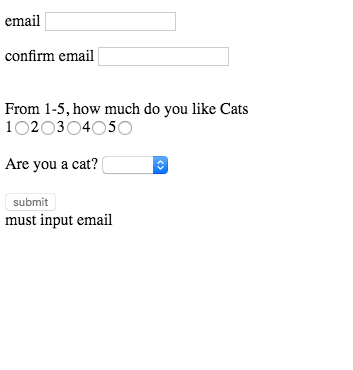 email
confirm email
From 1-5, how much do you like Cats
1 2 3 4 5
Are you a cat?
submit
must input email